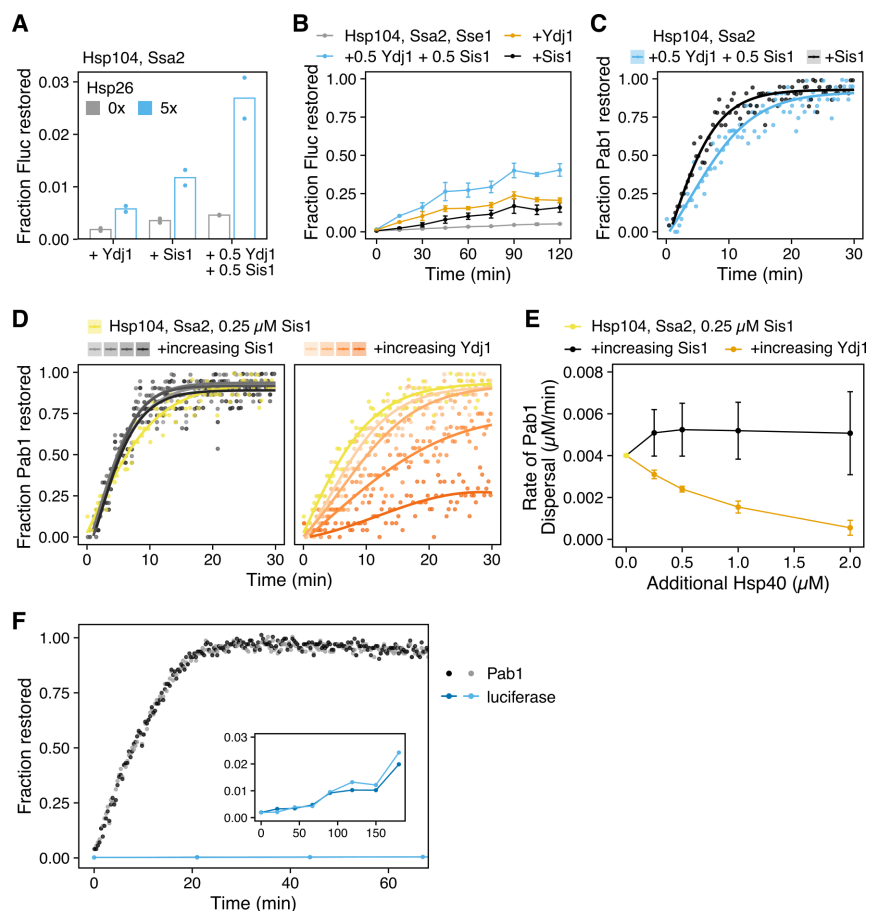 A
Hsp104, Ssa2
Hsp26
0x
5x
Fraction Fluc restored
0.03
0.02
0.01
0.00
+ Ydj1
+ Sis1
+ 0.5 Ydj1
+ 0.5 Sis1
B
Hsp104, Ssa2, Sse1
+Ydj1
+0.5 Ydj1 + 0.5 Sis1
+Sis1
Fraction Fluc restored
1.00
0.75
0.50
0.25
0.00
0 30 60 90 120
Time (min)
C
Hsp104, Ssa2
+0.5 Ydj1 + 0.5 Sis1
+Sis1
Fraction Pab1 restored
1.00
0.75
0.50
0.25
0.00
0 10 20 30
Time (min)
D
Hsp104, Ssa2, 0.25 µM Sis1
+increasing Sis1
+increasing Ydj1
Fraction Pab1 restored
1.00
0.75
0.50
0.25
0.00
0 10 20 30
0 10 20 30
Time (min)
E
Hsp104, Ssa2, 0.25 µM Sis1
+increasing Sis1
+increasing Ydj1
Rate of Pab1
Dispersal (µM/min)
0.008
0.006
0.004
0.002
0.000
0.0 0.5 1.0 1.5 2.0
Additional Hsp40 (µM)
F
Fraction restored
1.00
0.75
0.50
0.25
0.00
0 20 40 60
Time (min)
0.03
0.02
0.01
0.00
0 50 100 150
Pab1
luciferase